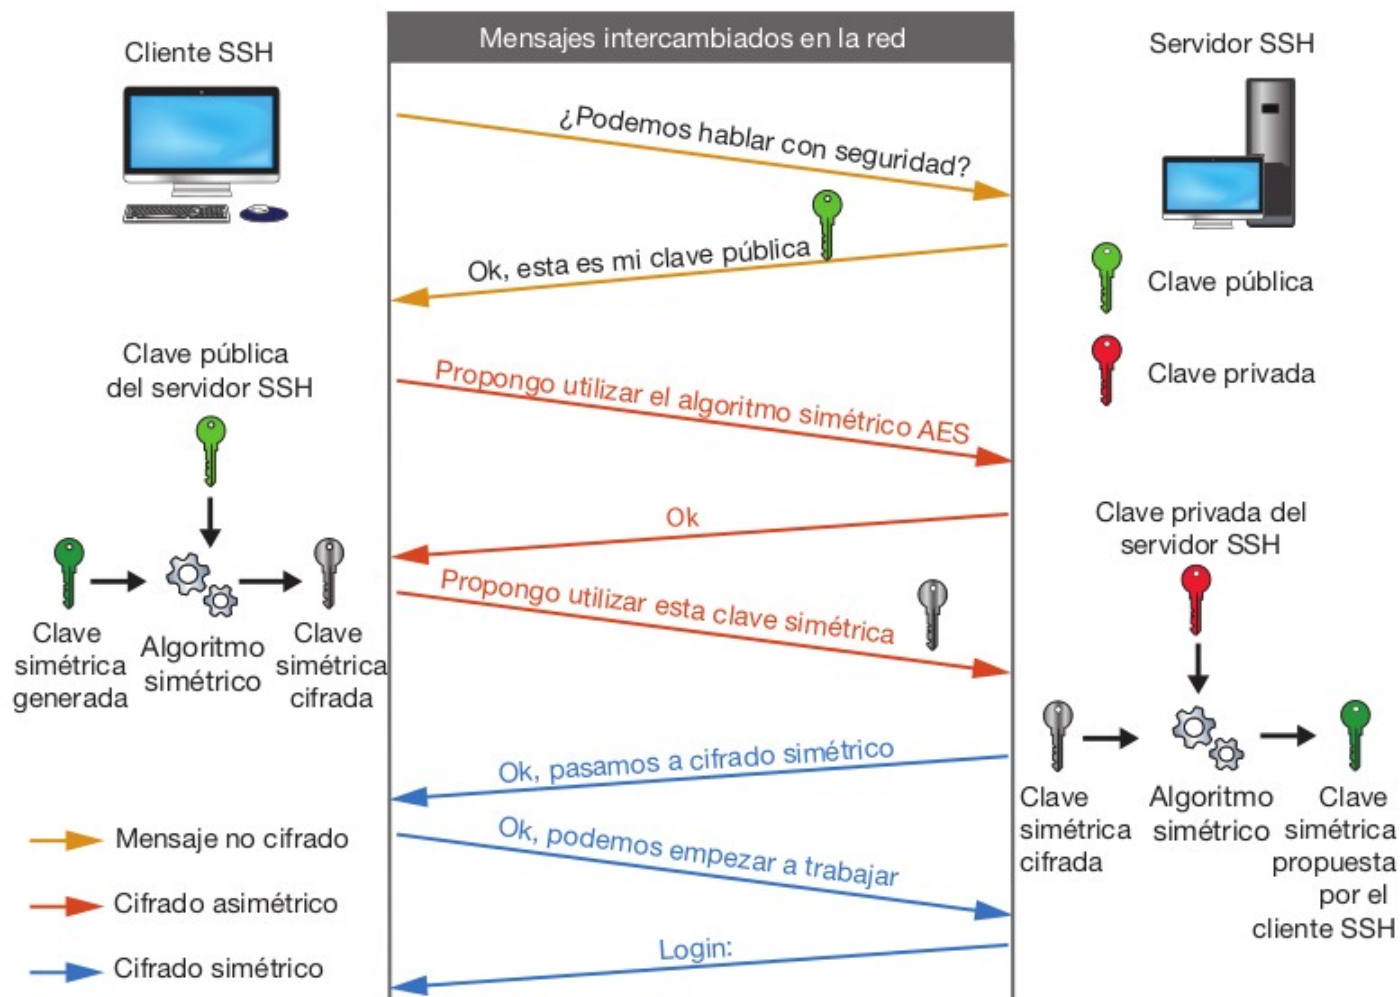 Mensajes intercambiados en la red
Cliente SSH
Servidor SSH
¿Podemos hablar con seguridad?
Ok, esta es mi clave pública
Clave pública
Clave privada
Clave pública
del servidor SSH
Propongo utilizar el algoritmo simétrico AES
Ok
Clave privada del
servidor SSH
Propongo utilizar esta clave simétrica
Clave
simétrica
generada
Algoritmo
simétrico
Clave
simétrica
cifrada
Ok, pasamos a cifrado simétrico
Clave
simétrica
cifrada
Algoritmo
simétrico
Clave
simétrica
propuesta
por el
cliente SSH
Ok, podemos empezar a trabajar
Login:
Mensaje no cifrado
Cifrado asimétrico
Cifrado simétrico